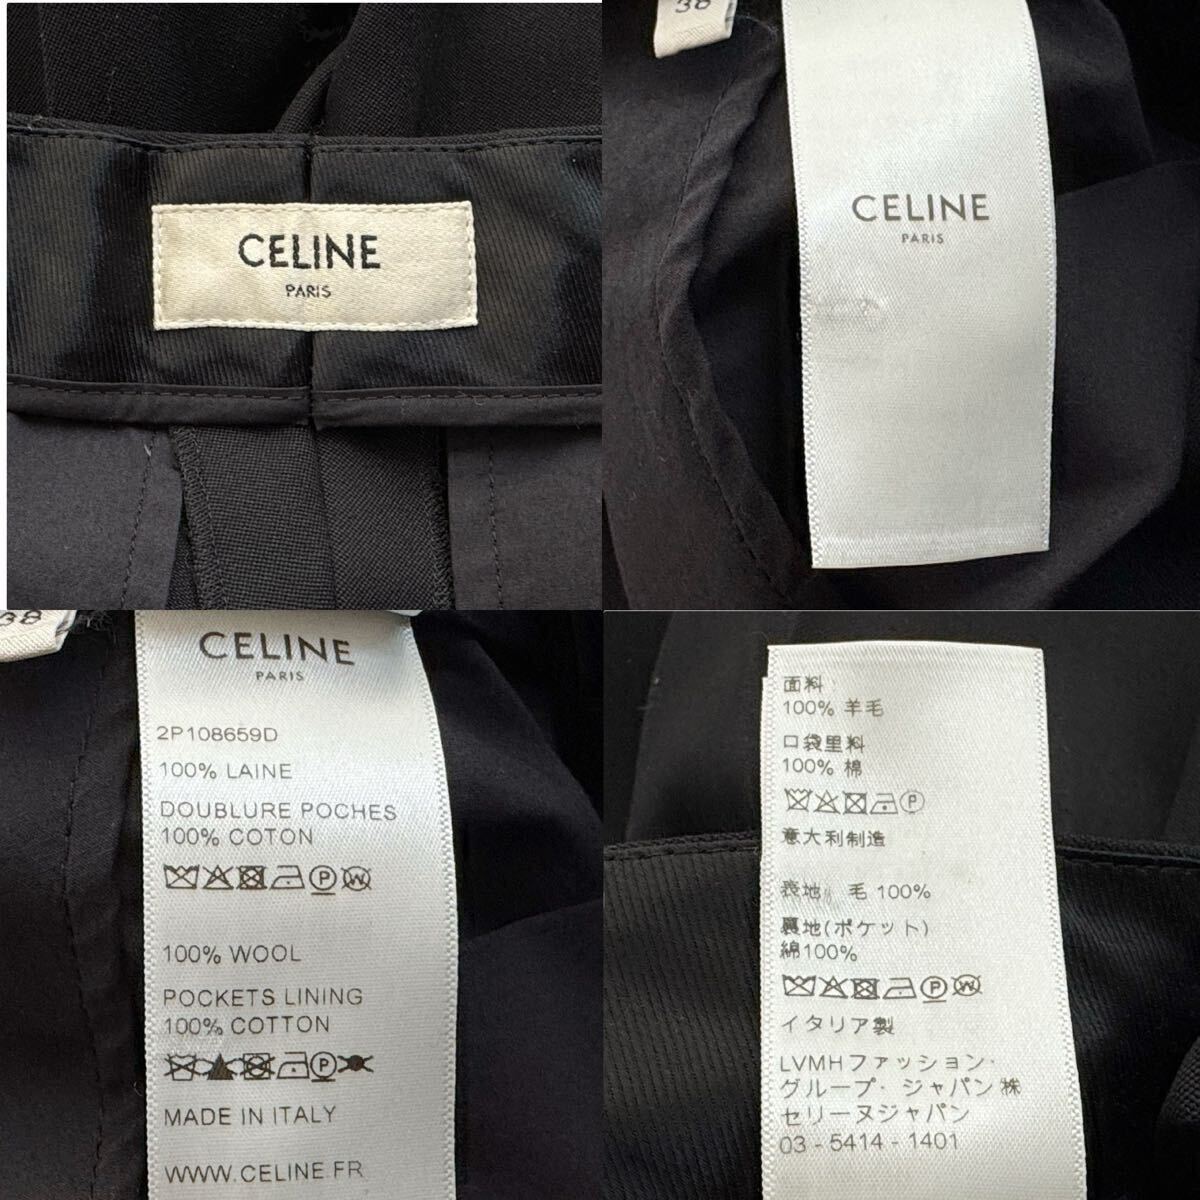 CELINE
PARIS
38
CELINE
PARIS
38
CELINE
PARIS
2P108659D
100% LAINE
DOUBLURE POCHES
100% COTON
100% WOOL
POCKETS LINING
100% COTTON
MADE IN ITALY
WWW.CELINE.FR
面料
100% 羊毛
口袋里料
100% 棉
意大利制造
表地 毛 100%
裏地(ポケット)
綿100%
イタリア製
LVMHファッション・
グループ・ジャパン㈱
セリーヌジャパン
03-5414-1401